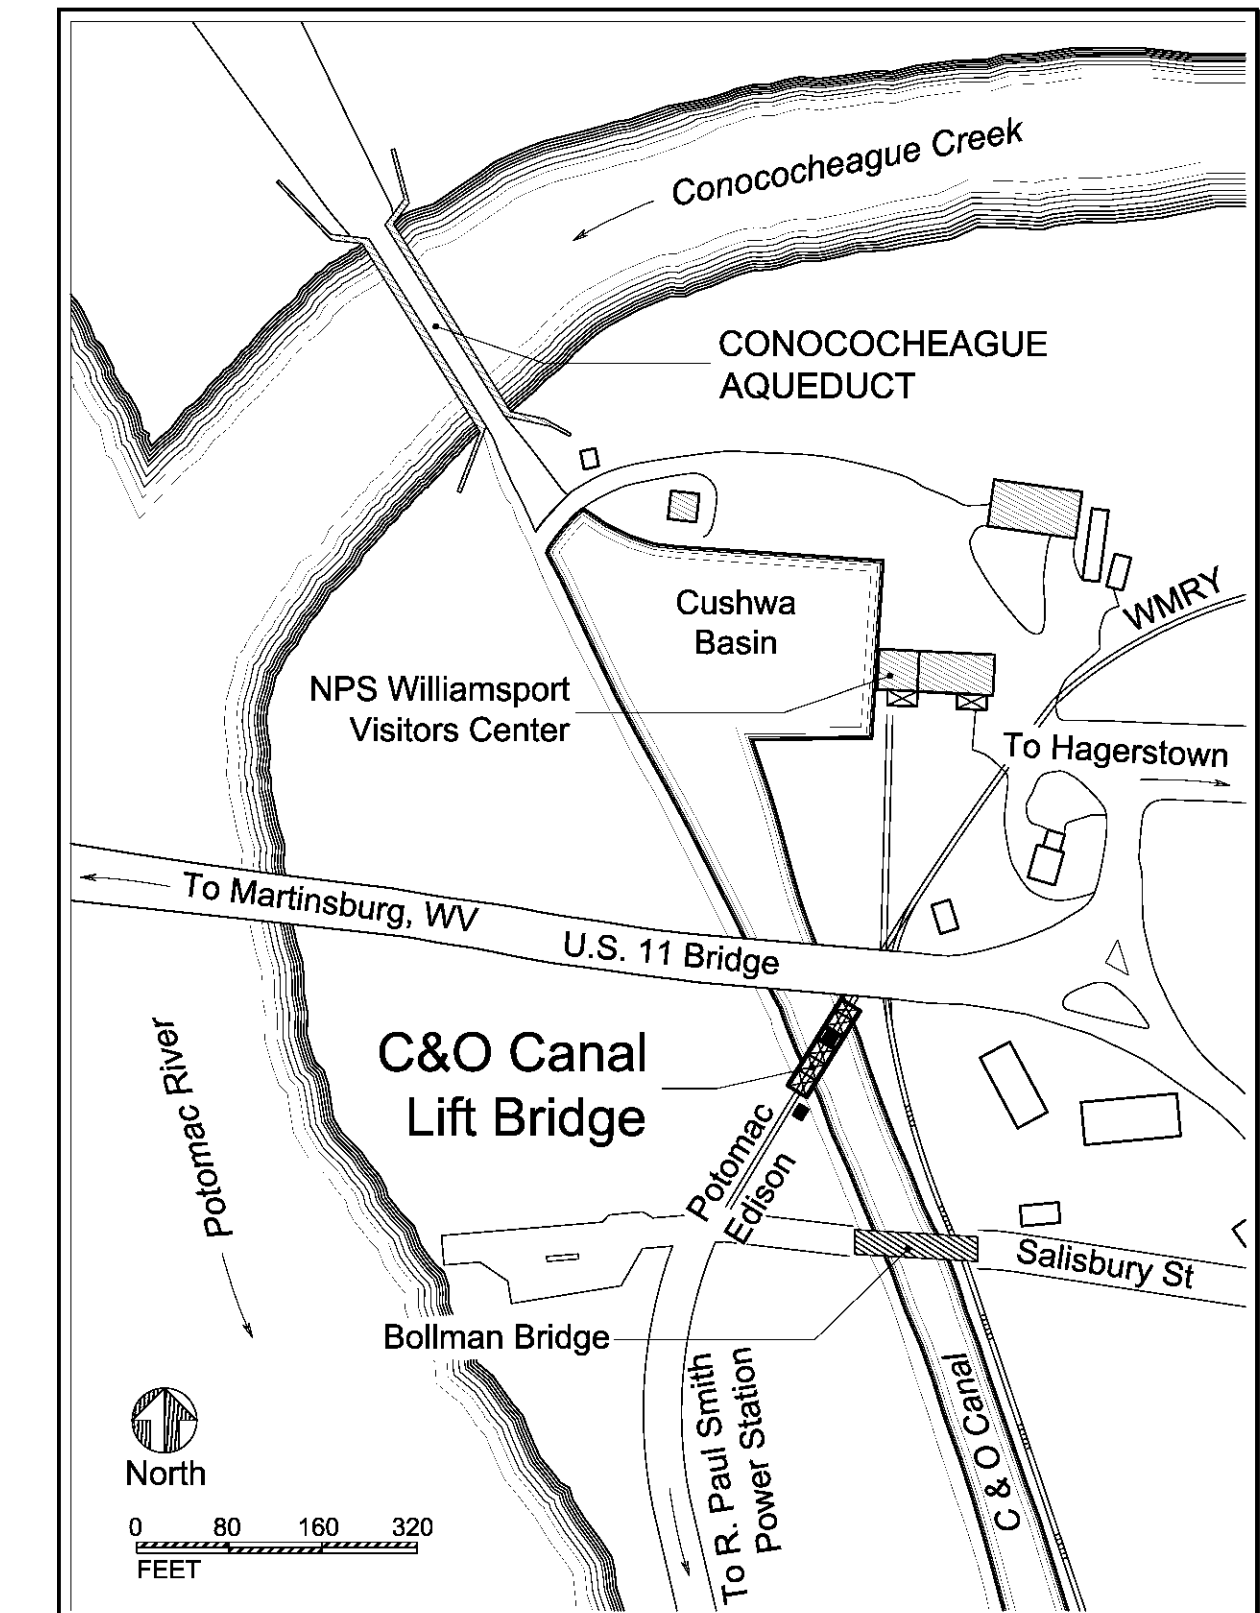 Conococheague Creek
CONOCOCHEAGUE
AQUEDUCT
Cushwa
Basin
WMRY
NPS Williamsport
Visitors Center
To Hagerstown
To Martinsburg, WV
U.S. 11 Bridge
C&O Canal
Lift Bridge
Potomac River
Potomac
Edison
Salisbury St
Bollman Bridge
C & O Canal
To R. Paul Smith
Power Station
North
0 80 160 320
FEET